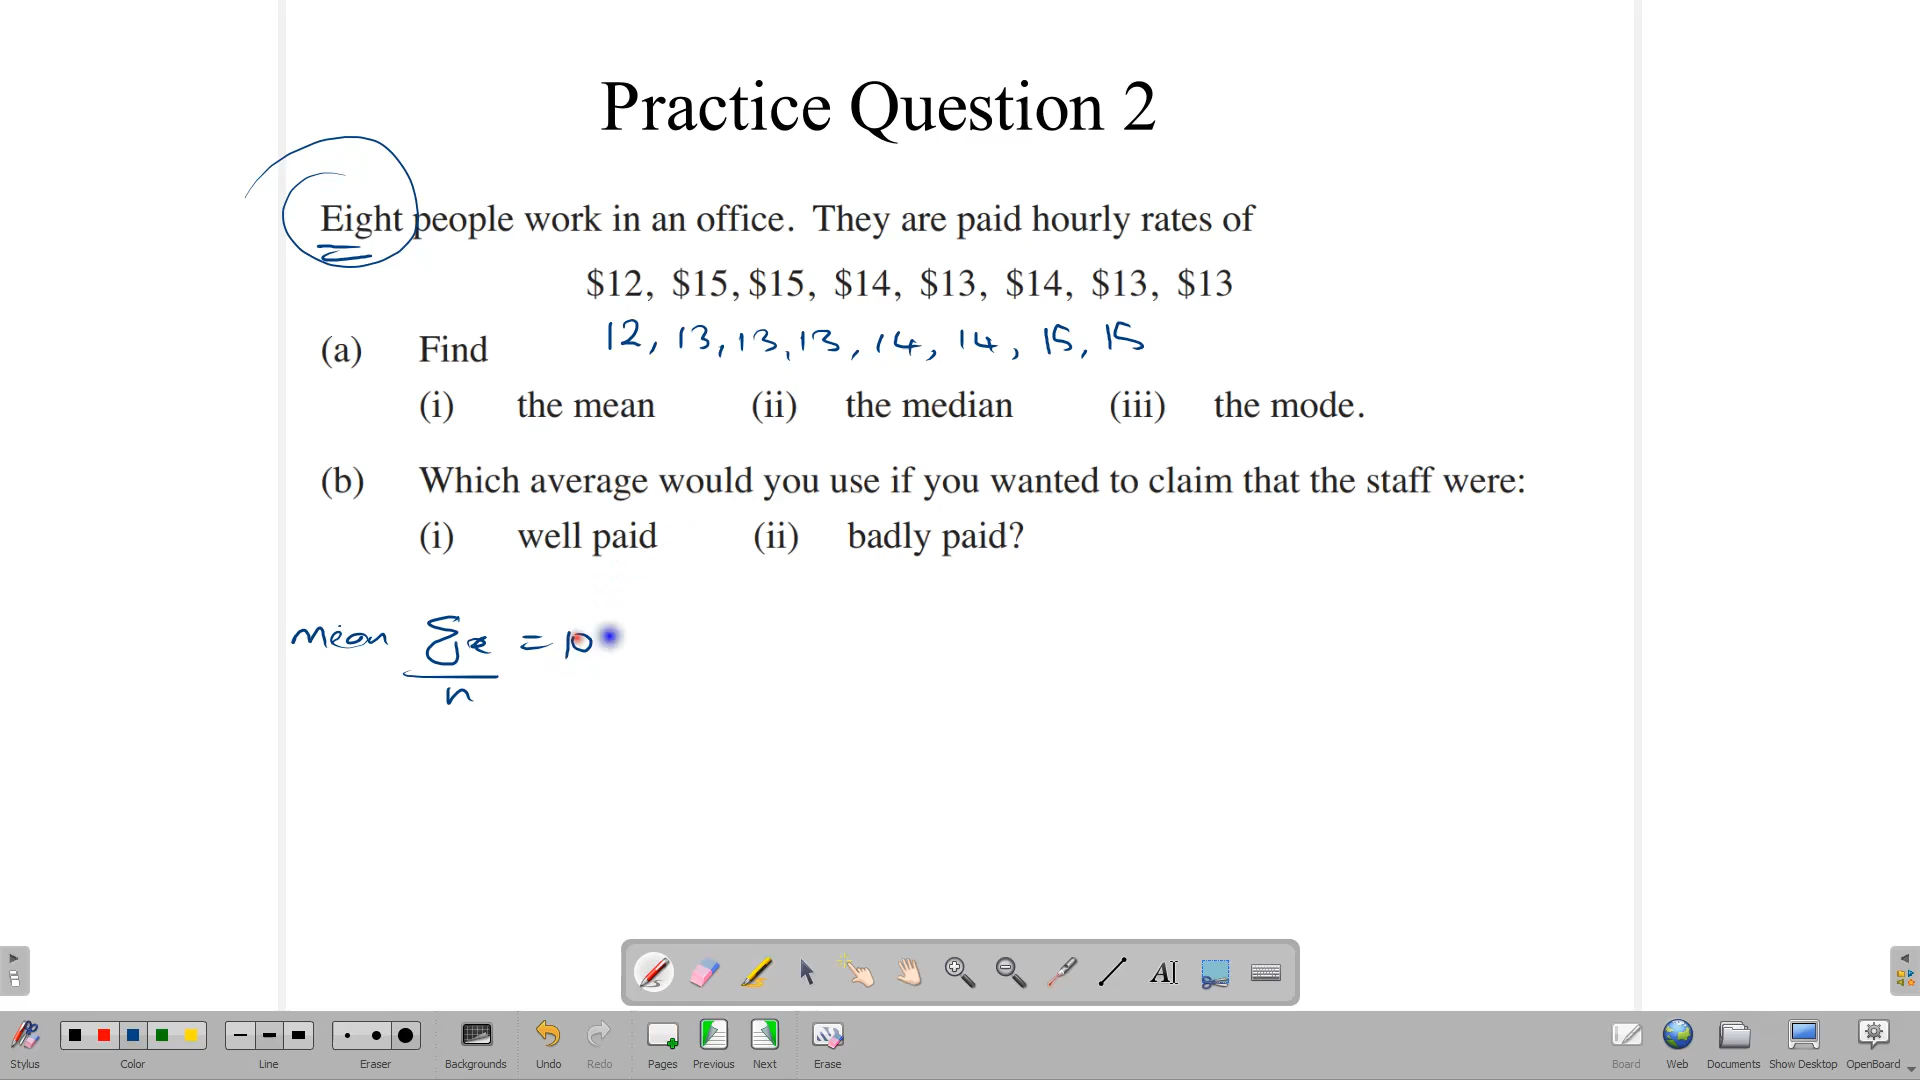 Practice Question 2
Eight people work in an office. They are paid hourly rates of
$12, $15, $15, $14, $13, $14, $13, $13
12, 13, 13, 13, 14, 14, 15, 15
(a) Find
(i) the mean (ii) the median (iii) the mode.
(b) Which average would you use if you wanted to claim that the staff were:
(i) well paid (ii) badly paid?
Mean Σx = 10
n
AI
Stylus Color Line Eraser Backgrounds Undo Redo Pages Previous Next Erase Board Web Documents Show Desktop OpenBoard